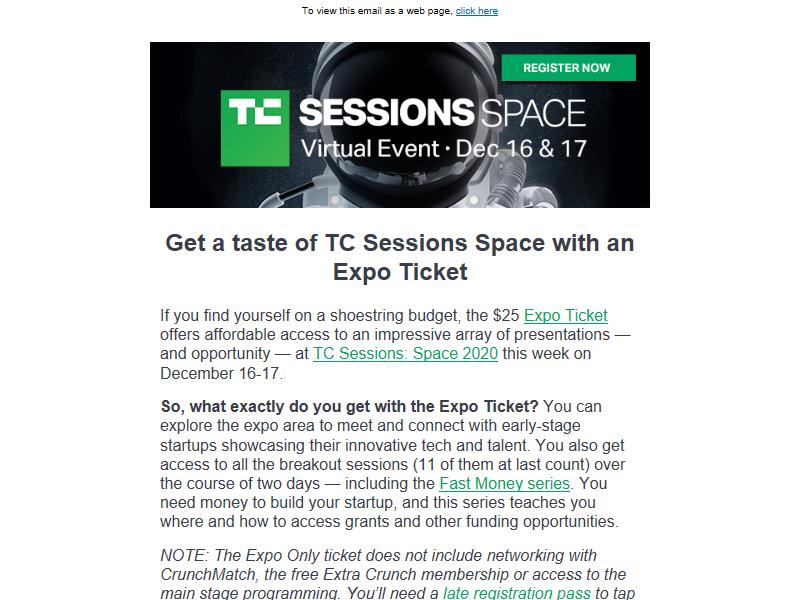 To view this email as a web page, click here
REGISTER NOW
TC SESSIONS SPACE
Virtual Event · Dec 16 & 17
Get a taste of TC Sessions Space with an
Expo Ticket
If you find yourself on a shoestring budget, the $25 Expo Ticket
offers affordable access to an impressive array of presentations —
and opportunity — at TC Sessions: Space 2020 this week on
December 16-17.
So, what exactly do you get with the Expo Ticket? You can
explore the expo area to meet and connect with early-stage
startups showcasing their innovative tech and talent. You also get
access to all the breakout sessions (11 of them at last count) over
the course of two days — including the Fast Money series. You
need money to build your startup, and this series teaches you
where and how to access grants and other funding opportunities.
NOTE: The Expo Only ticket does not include networking with
CrunchMatch, the free Extra Crunch membership or access to the
main stage programming. You’ll need a late registration pass to tap